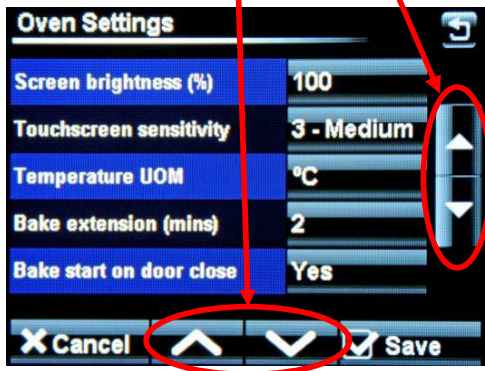 Oven Settings
Screen brightness (%) 100
Touchscreen sensitivity 3 - Medium
Temperature UOM ºC
Bake extension (mins) 2
Bake start on door close Yes
Cancel Save